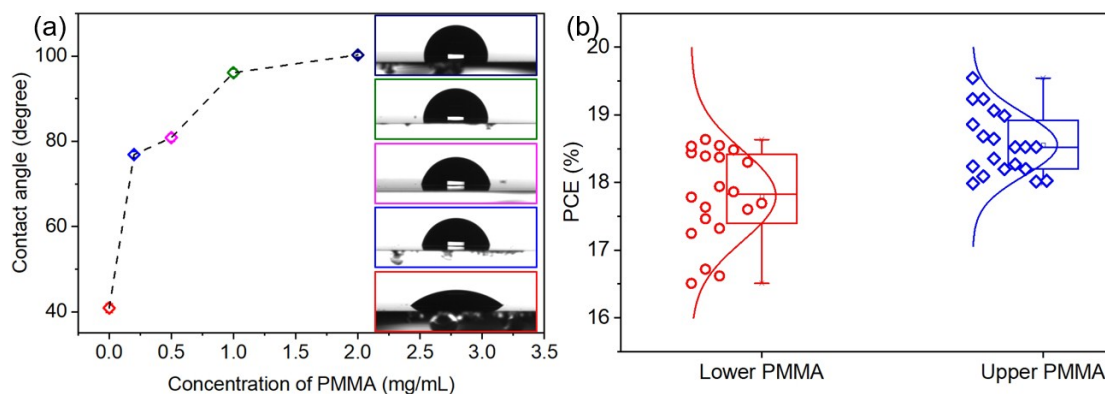 (a)
Contact angle (degree)
100
80
60
40
0.0 0.5 1.0 1.5 2.0 2.5 3.0 3.5
Concentration of PMMA (mg/mL)
(b)
PCE (%)
20
19
18
17
16
Lower PMMA Upper PMMA